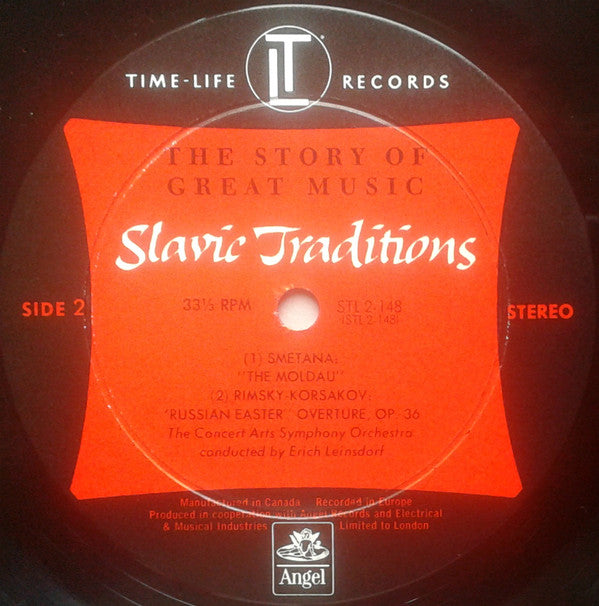 TIME-LIFE TL RECORDS
THE STORY OF
GREAT MUSIC
Slavic Traditions
SIDE 2 33⅓ RPM STL 2-148 STEREO
(STL 2-148)
(1) SMETANA:
"THE MOLDAU"
(2) RIMSKY-KORSAKOV:
"RUSSIAN EASTER" OVERTURE, OP. 36
The Concert Arts Symphony Orchestra
conducted by Erich Leinsdorf
Manufactured in Canada Recorded in Europe
Produced in cooperation with Angel Records and Electrical
& Musical Industries Limited to London
Angel